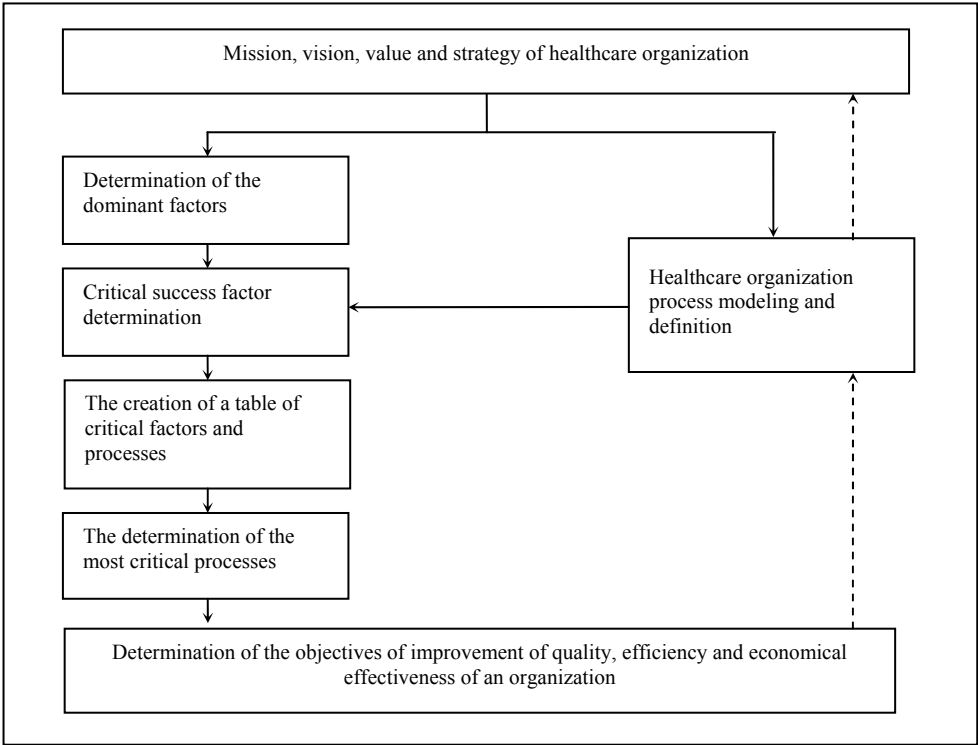 Mission, vision, value and strategy of healthcare organization
Determination of the
dominant factors
Critical success factor
determination
Healthcare organization
process modeling and
definition
The creation of a table of
critical factors and
processes
The determination of the
most critical processes
Determination of the objectives of improvement of quality, efficiency and economical
effectiveness of an organization